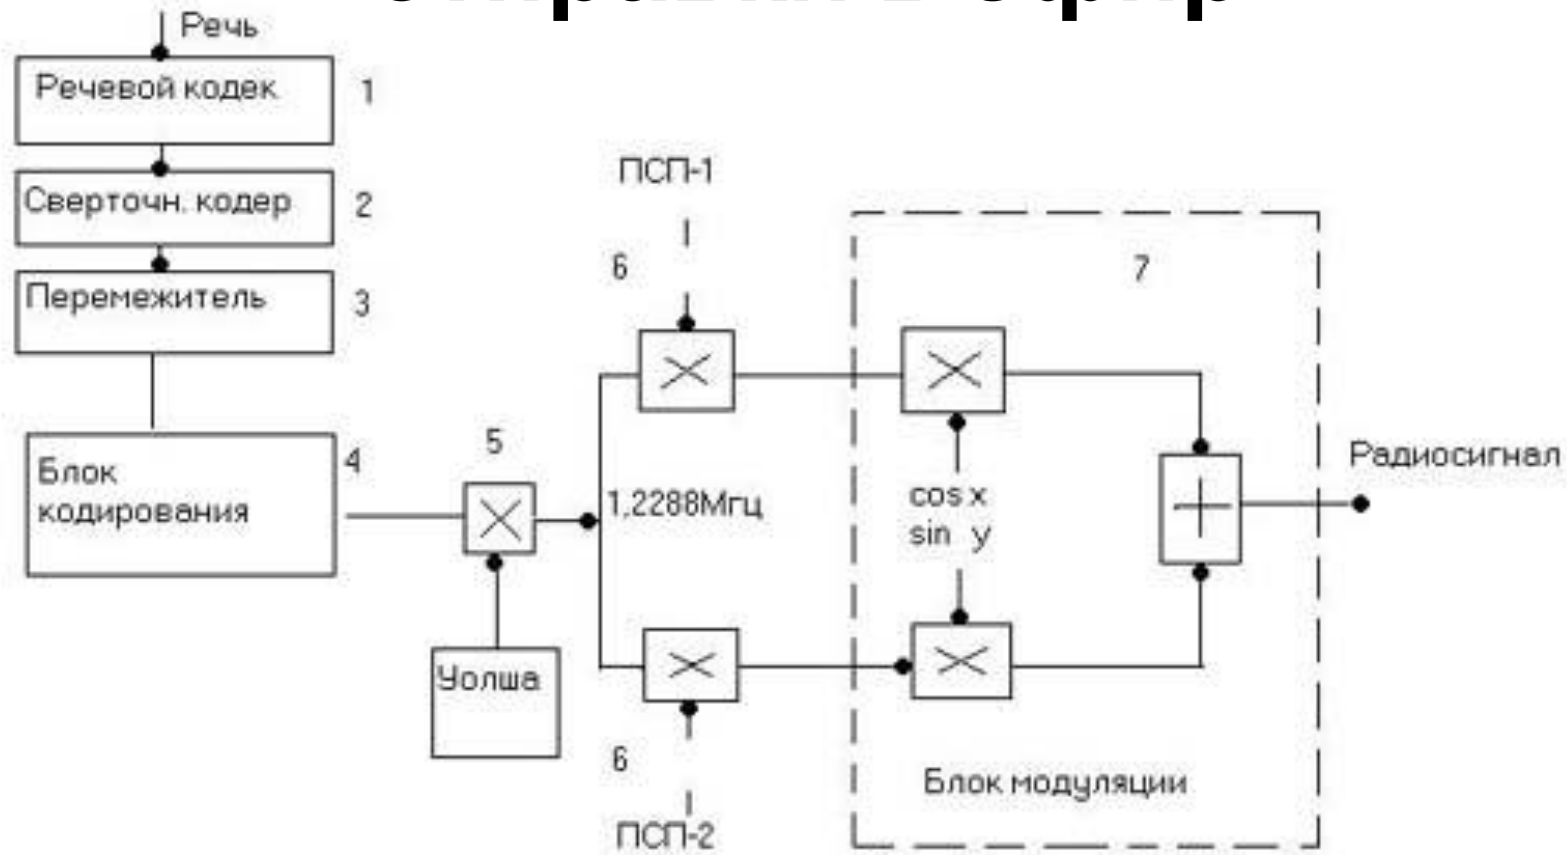 Речь
Речевой кодек
1
Сверточн. кодер
2
Перемежитель
3
Блок
кодирования
4
5
Уолша
ПСП-1
6
1,2288Мгц
6
ПСП-2
7
cos x
sin y
Блок модуляции
Радиосигнал